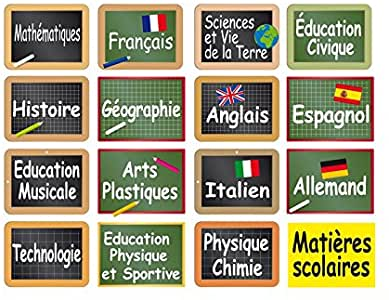 Mathématiques
Français
Sciences
et Vie
de la Terre
Éducation
Civique
Histoire
Géographie
Anglais
Espagnol
Education
Musicale
Arts
Plastiques
Italien
Allemand
Technologie
Education
Physique
et Sportive
Physique
Chimie
Matières
scolaires